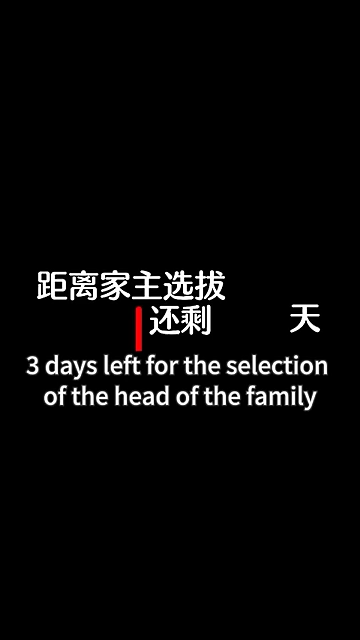 距离家主选拔
还剩 天
3 days left for the selection
of the head of the family